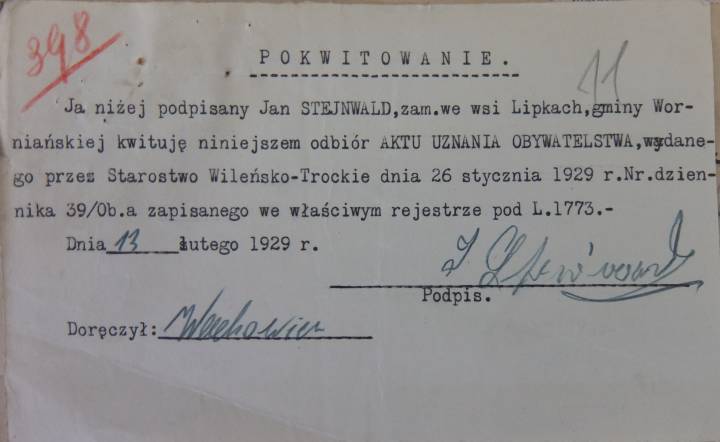 398
11
POKWITOWANIE.
Ja niżej podpisany Jan STEJNWALD,zam.we wsi Lipkach,gminy Wor-
niańskiej kwituję niniejszem odbiór AKTU UZNANIA OBYWATELSTWA,wydane-
go przez Starostwo Wileńsko-Trockie dnia 26 stycznia 1929 r.Nr.dzien-
nika 39/Ob.a zapisanego we właściwym rejestrze pod L.1773.-
Dnia 13 lutego 1929 r.
J
Podpis.
Doręczył: